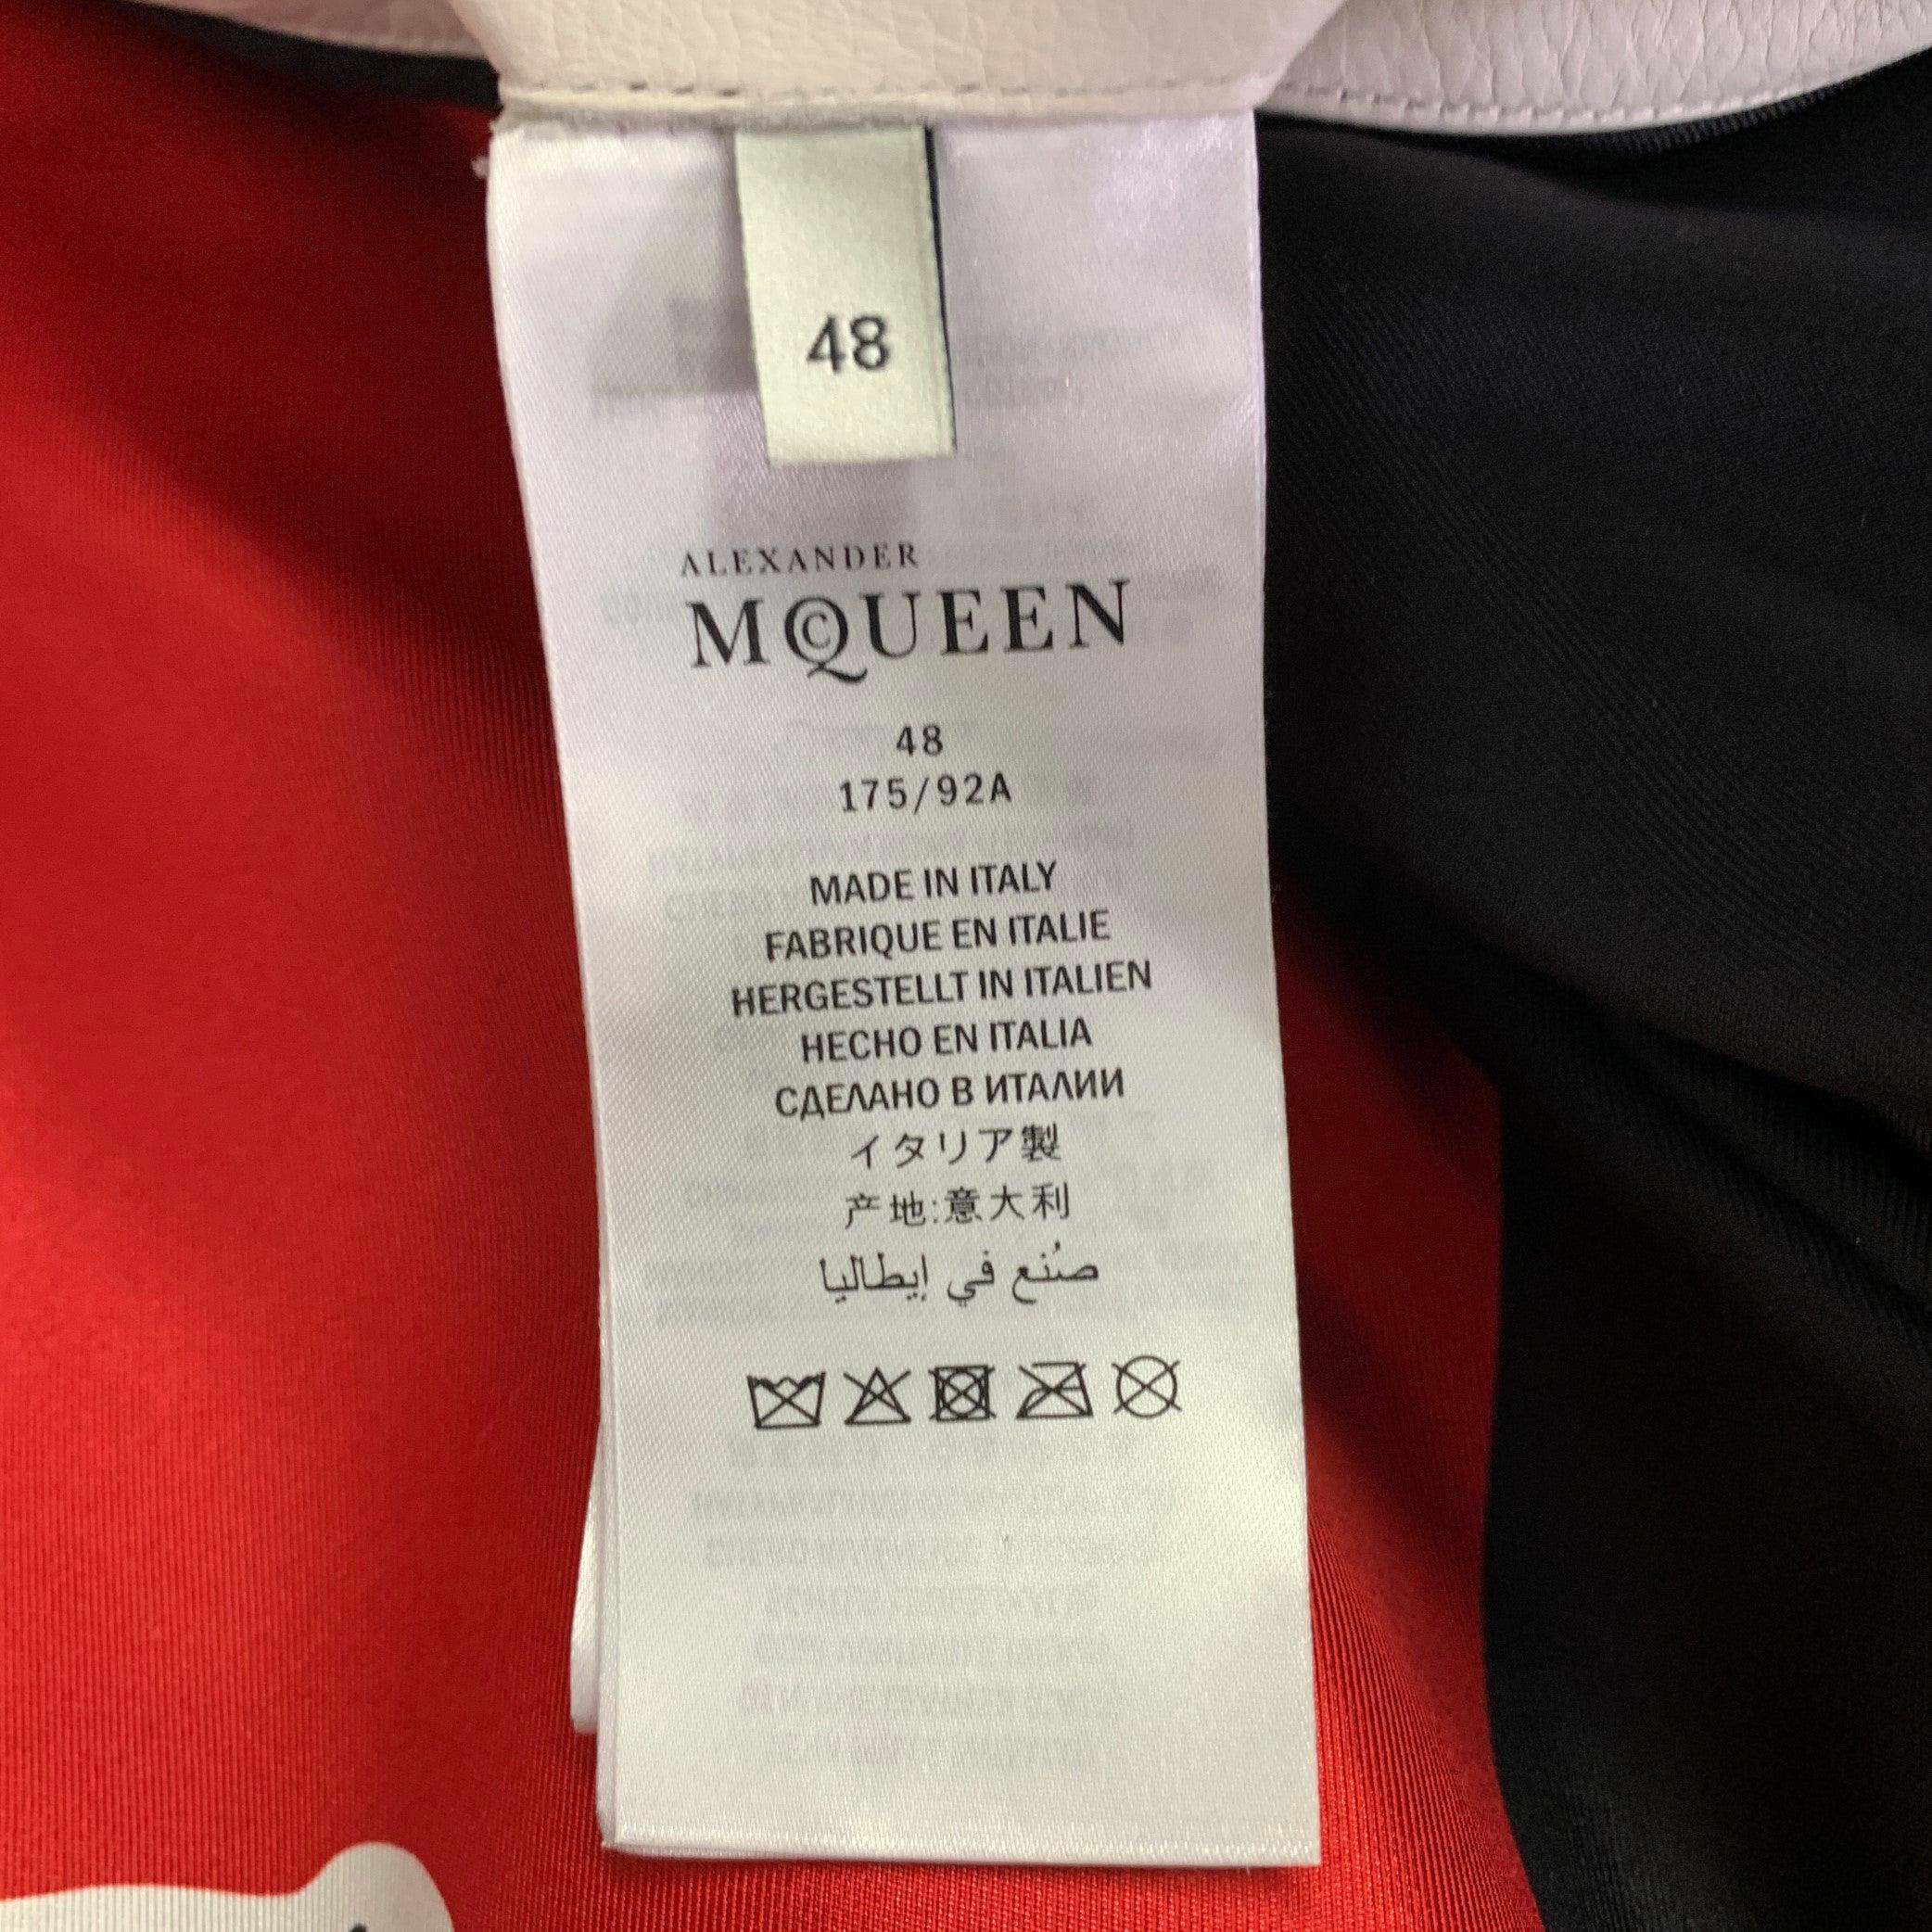 48
ALEXANDER
MCQUEEN
48
175/92A
MADE IN ITALY
FABRIQUE EN ITALIE
HERGESTELLT IN ITALIEN
HECHO EN ITALIA
СДЕЛАНО В ИТАЛИИ
イタリア製
产地:意大利
صُنع في إيطاليا